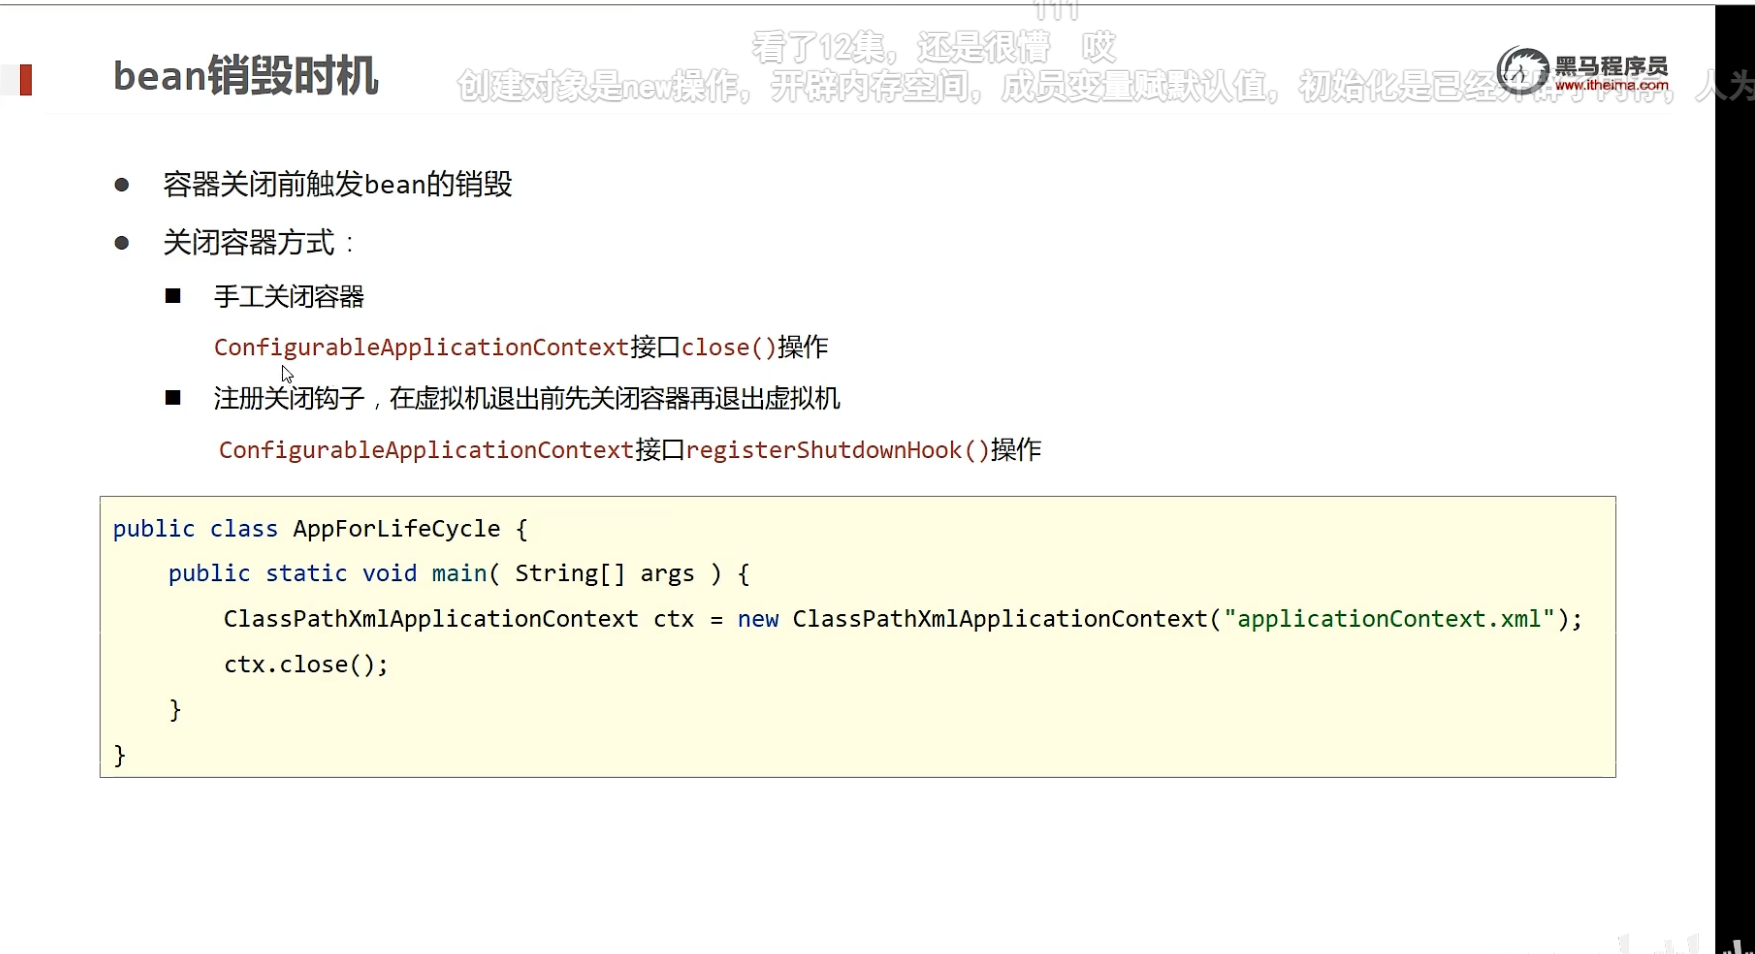 111
看了12集，还是很懵 哎
bean销毁时机
创建对象是new操作，开辟内存空间，成员变量赋默认值，初始化是已经开辟了内存，人为
黑马程序员
www.itheima.com
● 容器关闭前触发bean的销毁
● 关闭容器方式：
■ 手工关闭容器
ConfigurableApplicationContext接口close()操作
■ 注册关闭钩子，在虚拟机退出前先关闭容器再退出虚拟机
ConfigurableApplicationContext接口registerShutdownHook()操作
public class AppForLifeCycle {
public static void main( String[] args ) {
ClassPathXmlApplicationContext ctx = new ClassPathXmlApplicationContext("applicationContext.xml");
ctx.close();
}
}